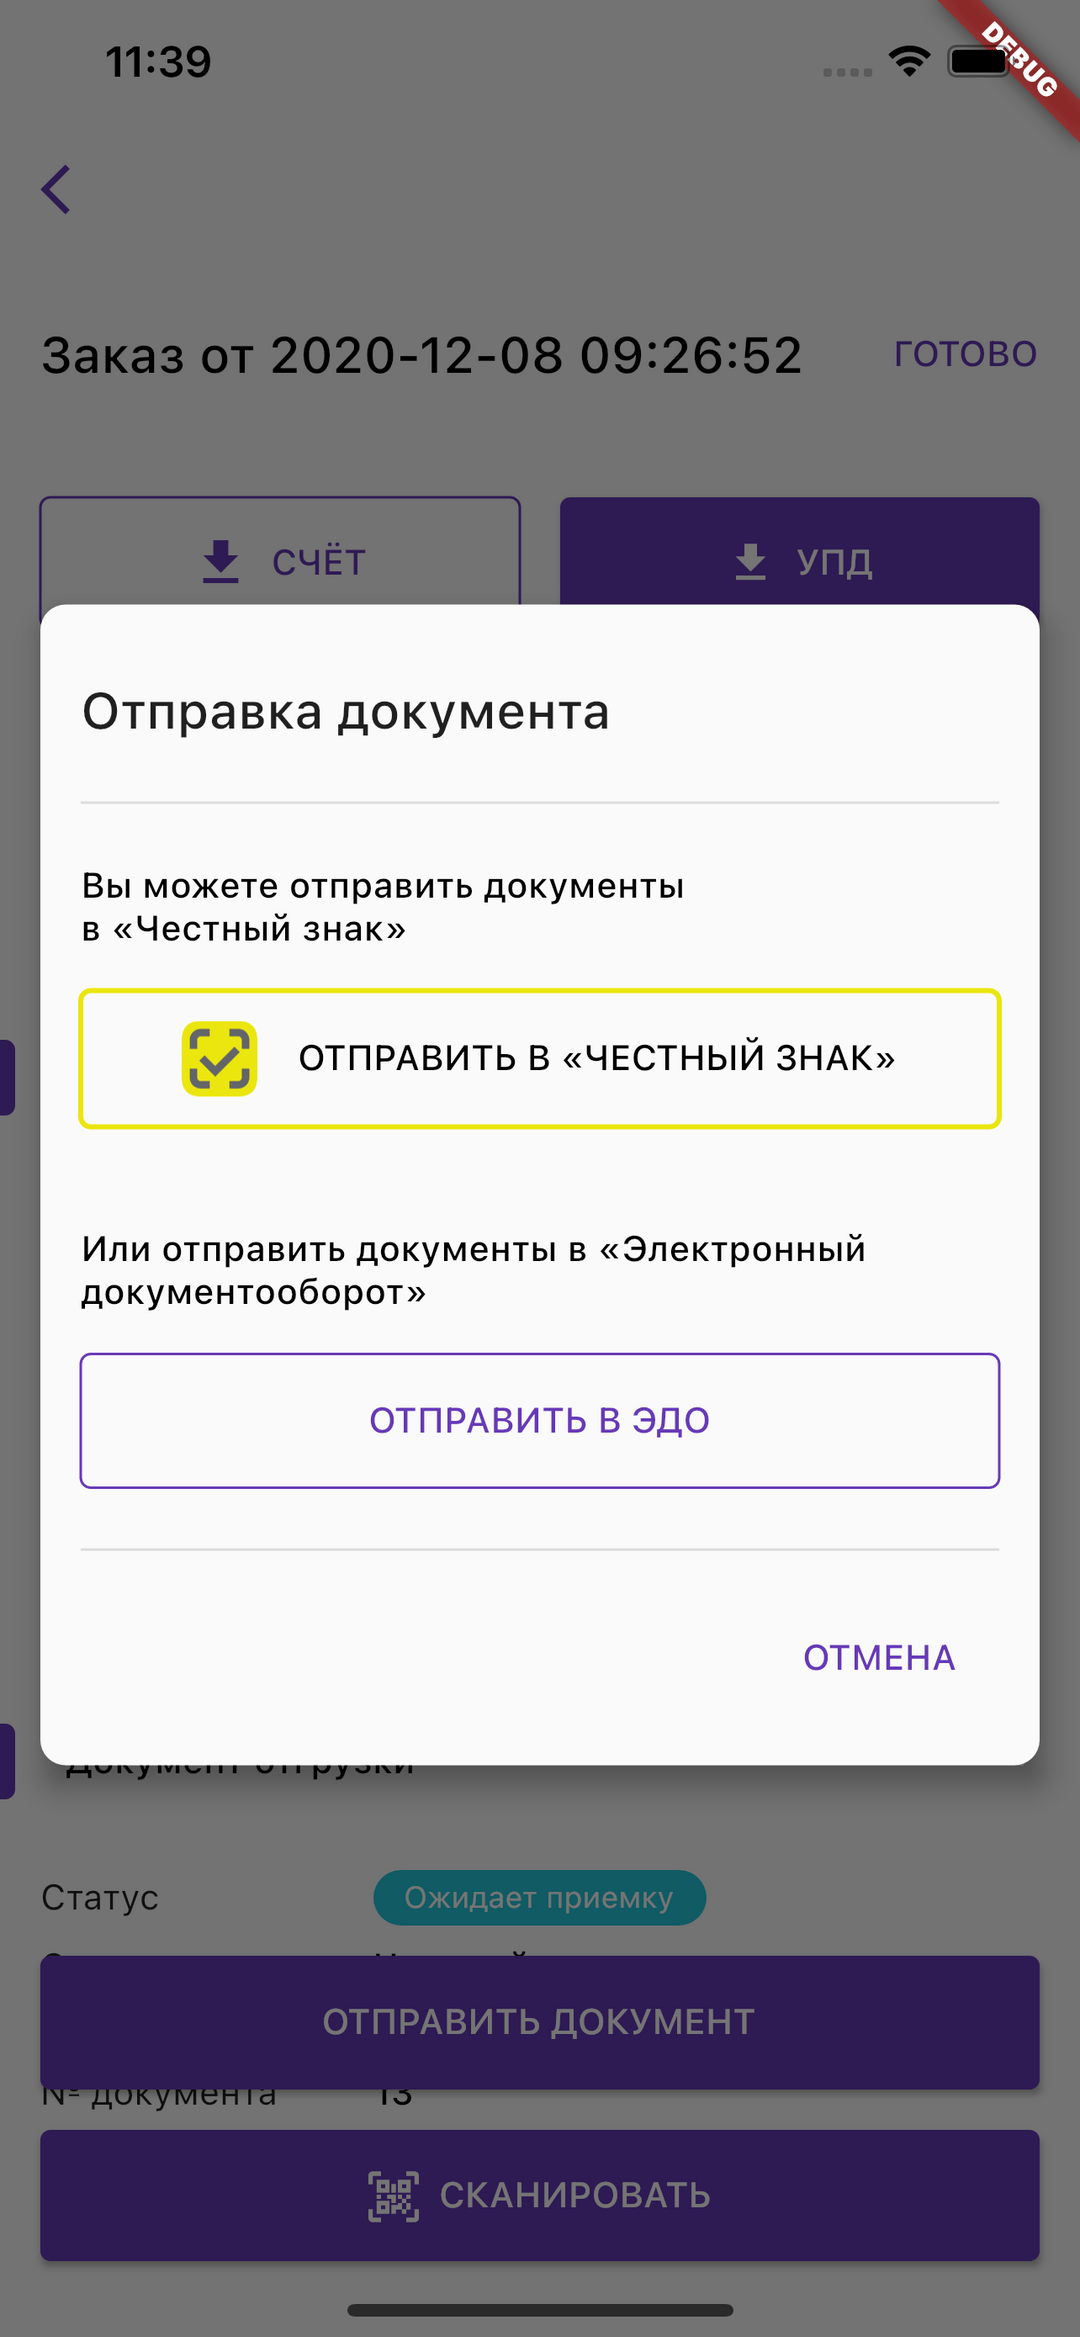 11:39
DEBUG
Заказ от 2020-12-08 09:26:52
ГОТОВО
СЧЁТ
УПД
Отправка документа
Вы можете отправить документы
в «Честный знак»
ОТПРАВИТЬ В «ЧЕСТНЫЙ ЗНАК»
Или отправить документы в «Электронный
документооборот»
ОТПРАВИТЬ В ЭДО
ОТМЕНА
Документ отгрузки
Статус
Ожидает приемку
ОТПРАВИТЬ ДОКУМЕНТ
№ документа
13
СКАНИРОВАТЬ